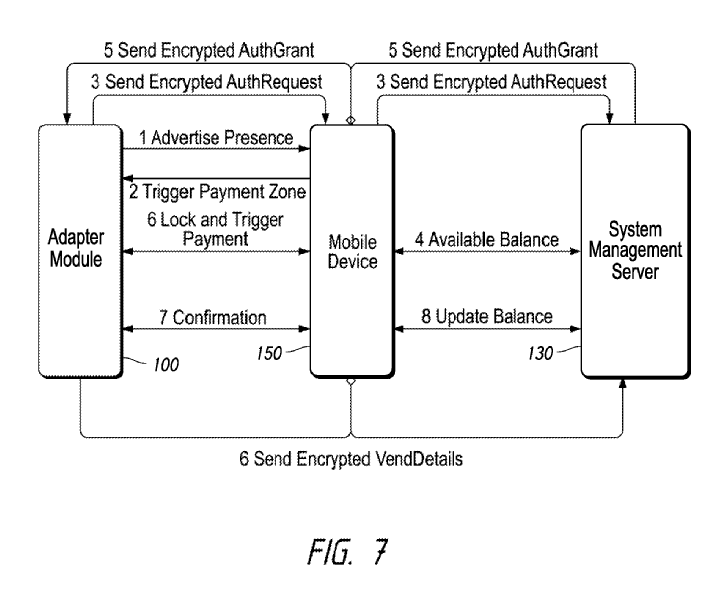 5 Send Encrypted AuthGrant
5 Send Encrypted AuthGrant
3 Send Encrypted AuthRequest
3 Send Encrypted AuthRequest
1 Advertise Presence
2 Trigger Payment Zone
6 Lock and Trigger
Payment
Adapter
Module
Mobile
Device
4 Available Balance
System
Management
Server
7 Confirmation
8 Update Balance
100
150
130
6 Send Encrypted VendDetails
FIG. 7